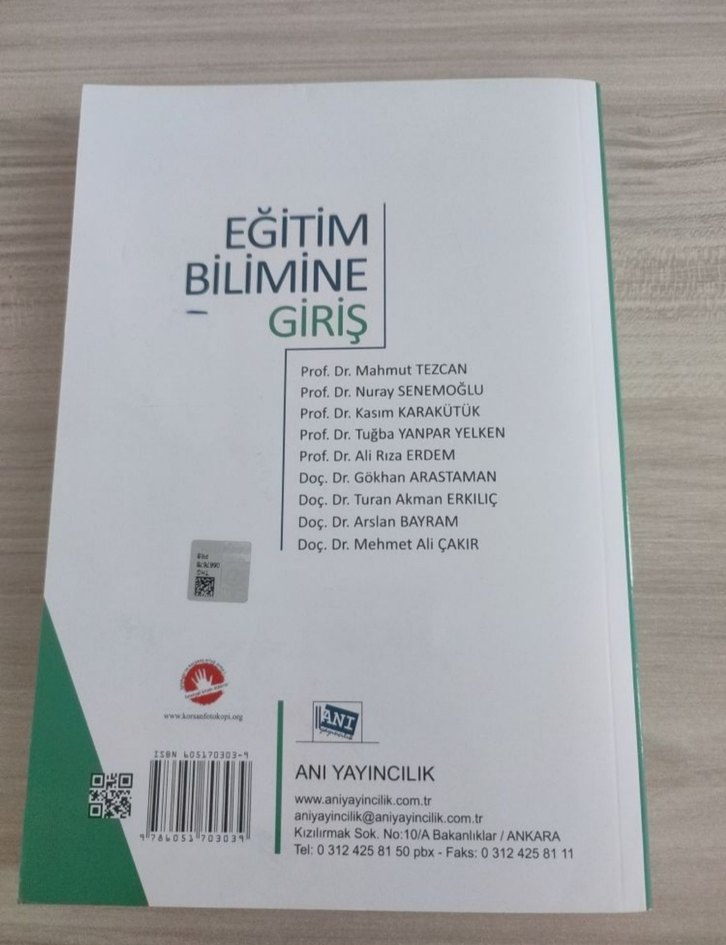 EĞİTİM
BİLİMİNE
GİRİŞ
Prof. Dr. Mahmut TEZCAN
Prof. Dr. Nuray SENEMOĞLU
Prof. Dr. Kasım KARAKÜTÜK
Prof. Dr. Tuğba YANPAR YELKEN
Prof. Dr. Ali Rıza ERDEM
Doç. Dr. Gökhan ARASTAMAN
Doç. Dr. Turan Akman ERKILIÇ
Doç. Dr. Arslan BAYRAM
Doç. Dr. Mehmet Ali ÇAKIR
www.korsanfotokopi.org
ISBN 605170303-9
9 786051 703039
ANI
ANI YAYINCILIK
www.aniyayincilik.com.tr
aniyayincilik@aniyayincilik.com.tr
Kızılırmak Sok. No:10/A Bakanlıklar / ANKARA
Tel: 0 312 425 81 50 pbx - Faks: 0 312 425 81 11